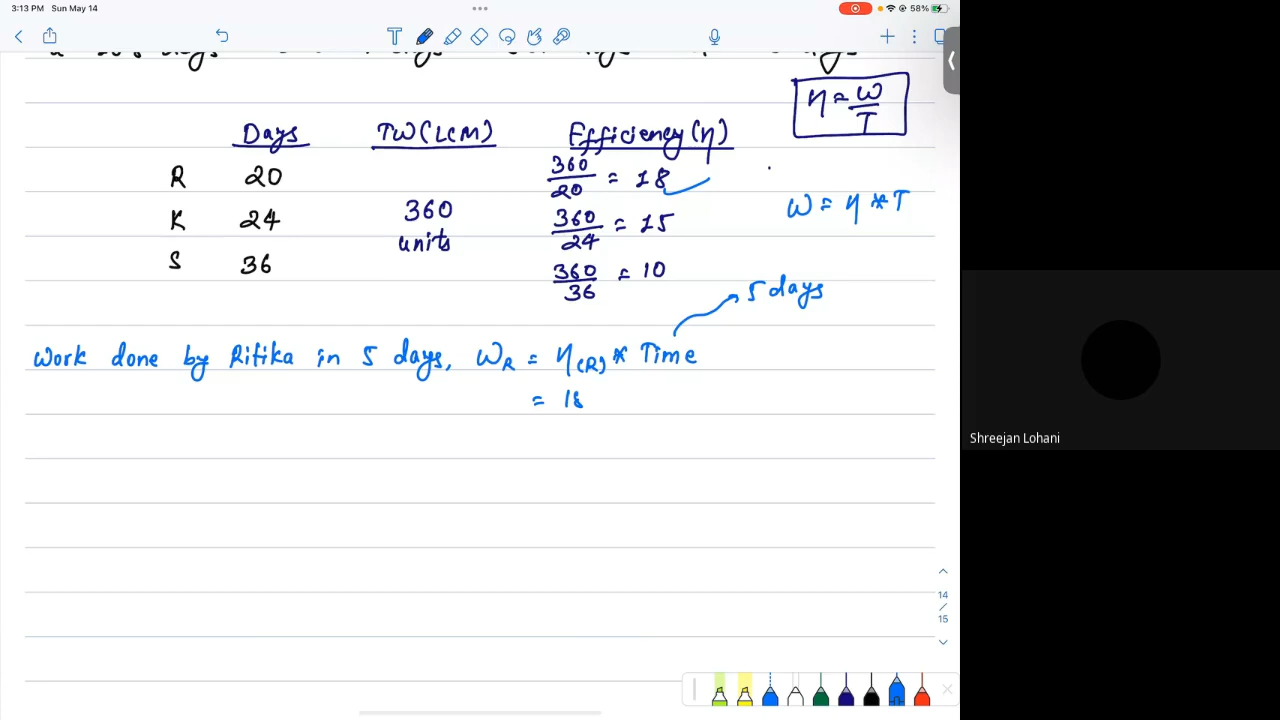 3:13 PM Sun May 14
58%
Days TW(LCM) Efficiency(η)
η = W/T
R 20 360/20 = 18
W = η * T
K 24 360 units 360/24 = 15
S 36 360/36 = 10
5 days
Work done by Ritika in 5 days, WR = η(R) * Time
= 18
Shreejan Lohani
14
/
15